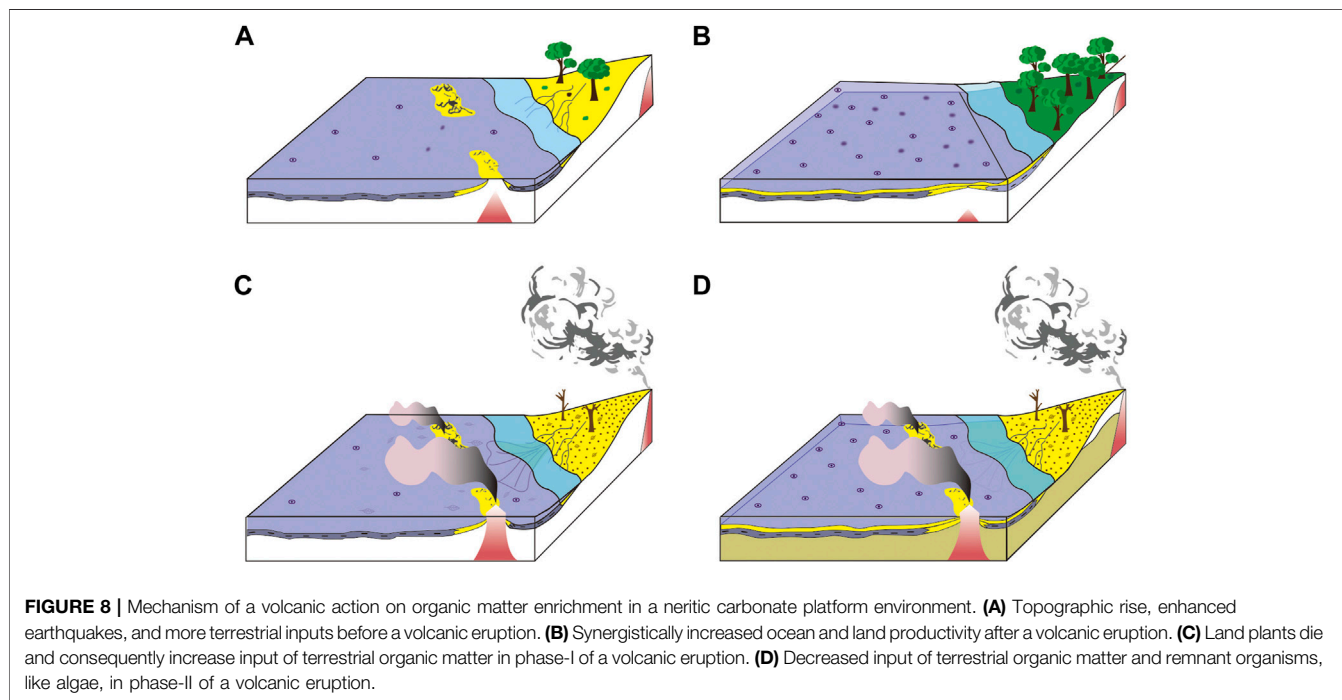 A
B
C
D
FIGURE 8 | Mechanism of a volcanic action on organic matter enrichment in a neritic carbonate platform environment. (A) Topographic rise, enhanced
earthquakes, and more terrestrial inputs before a volcanic eruption. (B) Synergistically increased ocean and land productivity after a volcanic eruption. (C) Land plants die
and consequently increase input of terrestrial organic matter in phase-I of a volcanic eruption. (D) Decreased input of terrestrial organic matter and remnant organisms,
like algae, in phase-II of a volcanic eruption.